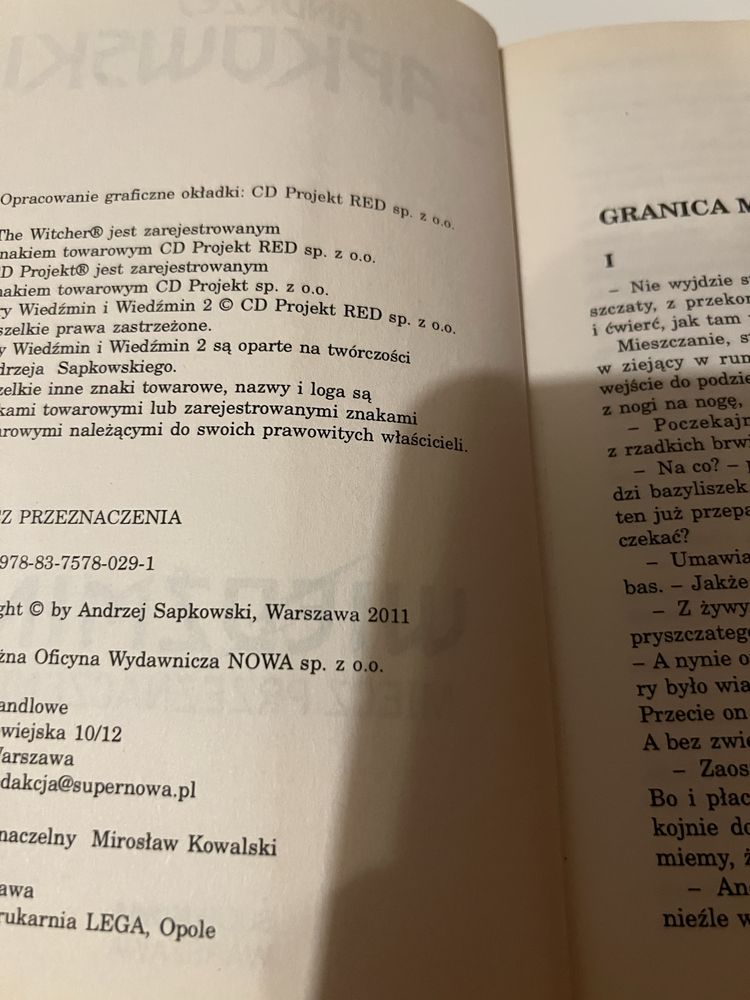 Opracowanie graficzne okładki: CD Projekt RED sp. z o.o.
The Witcher® jest zarejestrowanym
nakiem towarowym CD Projekt RED sp. z o.o.
D Projekt® jest zarejestrowanym
nakiem towarowym CD Projekt sp. z o.o.
ry Wiedźmin i Wiedźmin 2 © CD Projekt RED sp. z o.o.
szelkie prawa zastrzeżone.
y Wiedźmin i Wiedźmin 2 są oparte na twórczości
drzeja Sapkowskiego.
zelkie inne znaki towarowe, nazwy i loga są
kami towarowymi lub zarejestrowanymi znakami
arowymi należącymi do swoich prawowitych właścicieli.
CZ PRZEZNACZENIA
978-83-7578-029-1
ght © by Andrzej Sapkowski, Warszawa 2011
żna Oficyna Wydawnicza NOWA sp. z o.o.
andlowe
wiejska 10/12
Warszawa
dakcja@supernowa.pl
naczelny Mirosław Kowalski
awa
rukarnia LEGA, Opole
GRANICA M
I
– Nie wyjdzie s
szczaty, z przekon
i ćwierć, jak tam
Mieszczanie, s
w ziejący w run
wejście do podzie
z nogi na nogę,
– Poczekajm
z rzadkich brwi
– Na co? – 
dzi bazyliszek
ten już przepa
czekać?
– Umawia
bas. – Jakże
– Z żywy
pryszczatego
– A nynie o
ry było wia
Przecie on
A bez zwie
– Zaos
Bo i płac
kojnie do
miemy, ż
– An
nieźle w